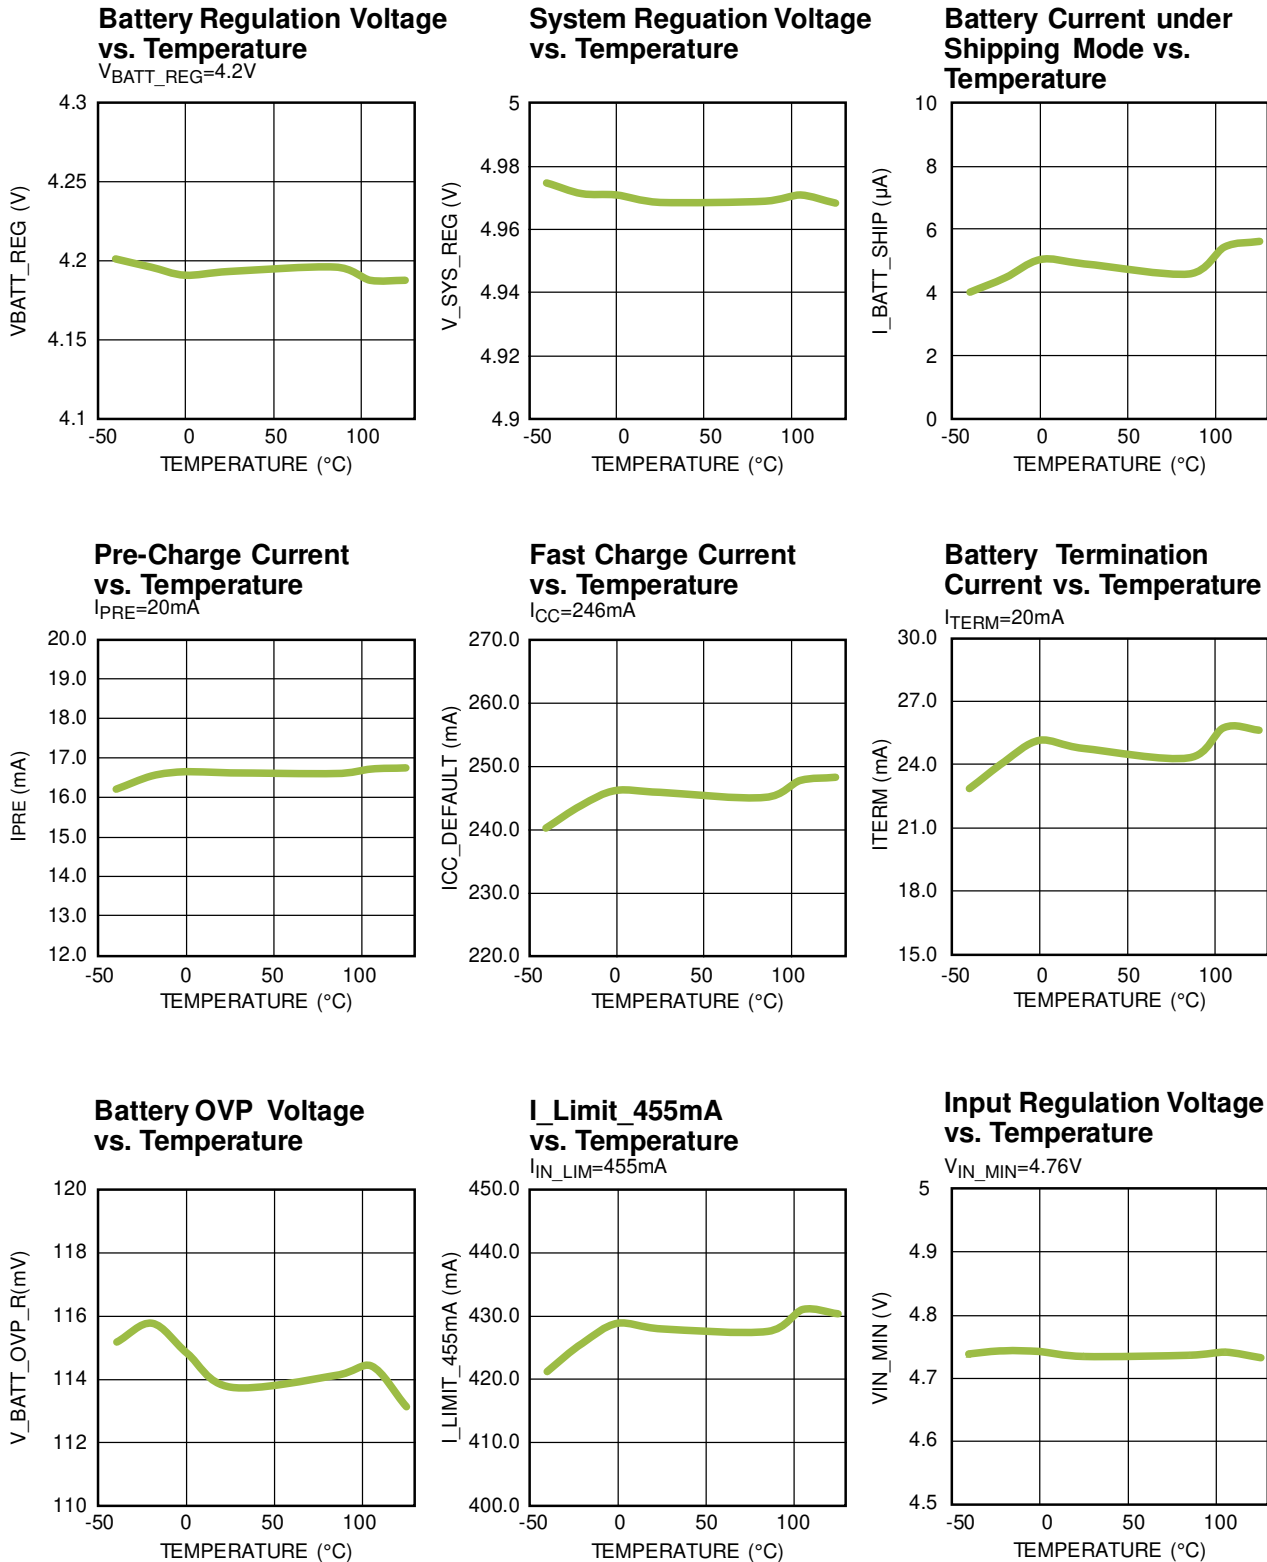 Battery Regulation Voltage
vs. Temperature
VBATT_REG=4.2V
4.3
4.25
4.2
4.15
4.1
VBATT_REG (V)
-50 0 50 100
TEMPERATURE (°C)
System Reguation Voltage
vs. Temperature
5
4.98
4.96
4.94
4.92
4.9
V_SYS_REG (V)
-50 0 50 100
TEMPERATURE (°C)
Battery Current under
Shipping Mode vs.
Temperature
10
8
6
4
2
0
I_BATT_SHIP (µA)
-50 0 50 100
TEMPERATURE (°C)
Pre-Charge Current
vs. Temperature
IPRE=20mA
20.0
19.0
18.0
17.0
16.0
15.0
14.0
13.0
12.0
IPRE (mA)
-50 0 50 100
TEMPERATURE (°C)
Fast Charge Current
vs. Temperature
ICC=246mA
270.0
260.0
250.0
240.0
230.0
220.0
ICC_DEFAULT (mA)
-50 0 50 100
TEMPERATURE (°C)
Battery Termination
Current vs. Temperature
ITERM=20mA
30.0
27.0
24.0
21.0
18.0
15.0
ITERM (mA)
-50 0 50 100
TEMPERATURE (°C)
Battery OVP Voltage
vs. Temperature
120
118
116
114
112
110
V_BATT_OVP_R(mV)
-50 0 50 100
TEMPERATURE (°C)
I_Limit_455mA
vs. Temperature
IIN_LIM=455mA
450.0
440.0
430.0
420.0
410.0
400.0
I_LIMIT_455mA (mA)
-50 0 50 100
TEMPERATURE (°C)
Input Regulation Voltage
vs. Temperature
VIN_MIN=4.76V
5
4.9
4.8
4.7
4.6
4.5
VIN_MIN (V)
-50 0 50 100
TEMPERATURE (°C)